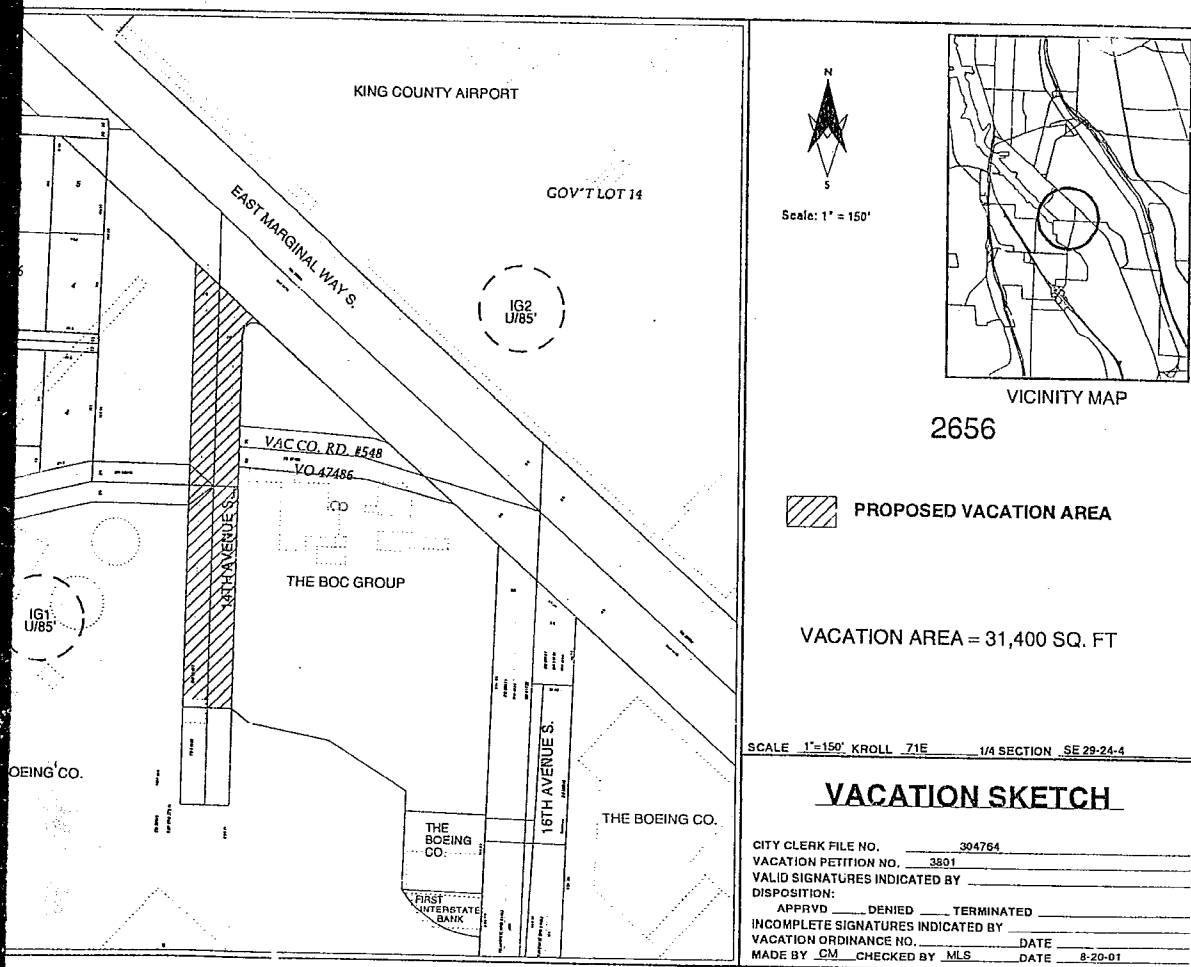 KING COUNTY AIRPORT
GOV'T LOT 14
EAST MARGINAL WAY S.
IG2
U/85'
5
4
6
4
VAC CO. RD. #548
VO 47486
14TH AVENUE S.
THE BOC GROUP
IG1
U/85'
OEING CO.
16TH AVENUE S.
THE
BOEING
CO.
THE BOEING CO.
FIRST
INTERSTATE
BANK
N
S
Scale: 1" = 150'
VICINITY MAP
2656
PROPOSED VACATION AREA
VACATION AREA = 31,400 SQ. FT
SCALE 1"=150' KROLL 71E 1/4 SECTION SE 29-24-4
VACATION SKETCH
CITY CLERK FILE NO. 304764
VACATION PETITION NO. 3801
VALID SIGNATURES INDICATED BY
DISPOSITION:
APPRVD DENIED TERMINATED
INCOMPLETE SIGNATURES INDICATED BY
VACATION ORDINANCE NO. DATE
MADE BY CM CHECKED BY MLS DATE 8-20-01